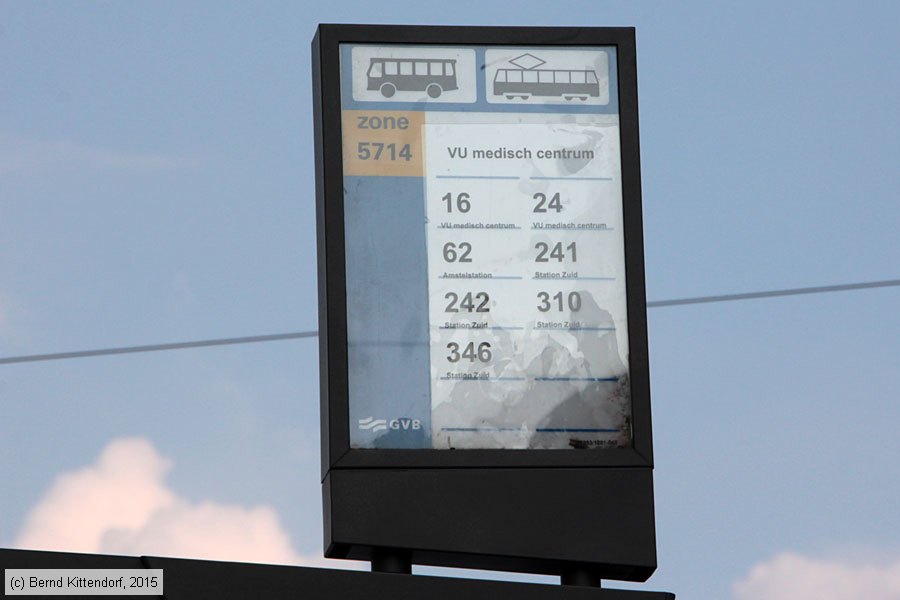 zone
5714
VU medisch centrum
16
VU medisch centrum
24
VU medisch centrum
62
Amstelstation
241
Station Zuid
242
Station Zuid
310
Station Zuid
346
Station Zuid
GVB
(c) Bernd Kittendorf, 2015